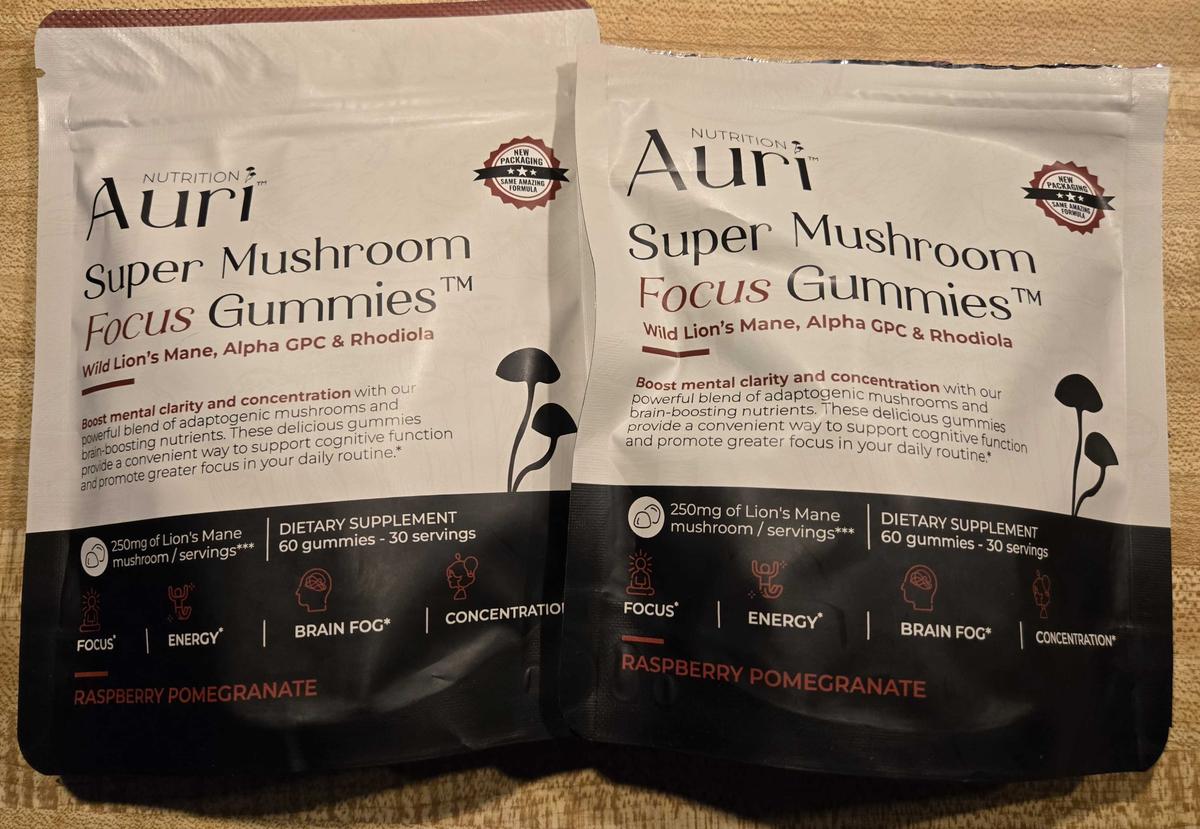 NUTRITION
Auri™
NEW
PACKAGING
SAME AMAZING
FORMULA
Super Mushroom
Focus Gummies™
Wild Lion's Mane, Alpha GPC & Rhodiola
Boost mental clarity and concentration with our
powerful blend of adaptogenic mushrooms and
brain-boosting nutrients. These delicious gummies
provide a convenient way to support cognitive function
and promote greater focus in your daily routine.*
250mg of Lion's Mane
mushroom / servings***
DIETARY SUPPLEMENT
60 gummies - 30 servings
FOCUS*
ENERGY*
BRAIN FOG*
CONCENTRATIO
RASPBERRY POMEGRANATE
NUTRITION
Auri™
NEW
PACKAGING
SAME AMAZING
FORMULA
Super Mushroom
Focus Gummies™
Wild Lion's Mane, Alpha GPC & Rhodiola
Boost mental clarity and concentration with our
powerful blend of adaptogenic mushrooms and
brain-boosting nutrients. These delicious gummies
provide a convenient way to support cognitive function
and promote greater focus in your daily routine.*
250mg of Lion's Mane
mushroom / servings***
DIETARY SUPPLEMENT
60 gummies - 30 servings
FOCUS*
ENERGY*
BRAIN FOG*
CONCENTRATION*
RASPBERRY POMEGRANATE